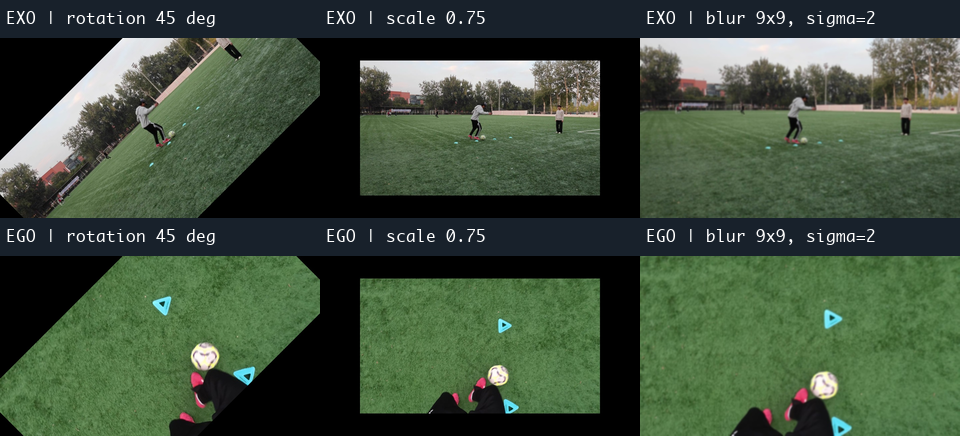 EXO | rotation 45 deg
EXO | scale 0.75
EXO | blur 9x9, sigma=2
EGO | rotation 45 deg
EGO | scale 0.75
EGO | blur 9x9, sigma=2